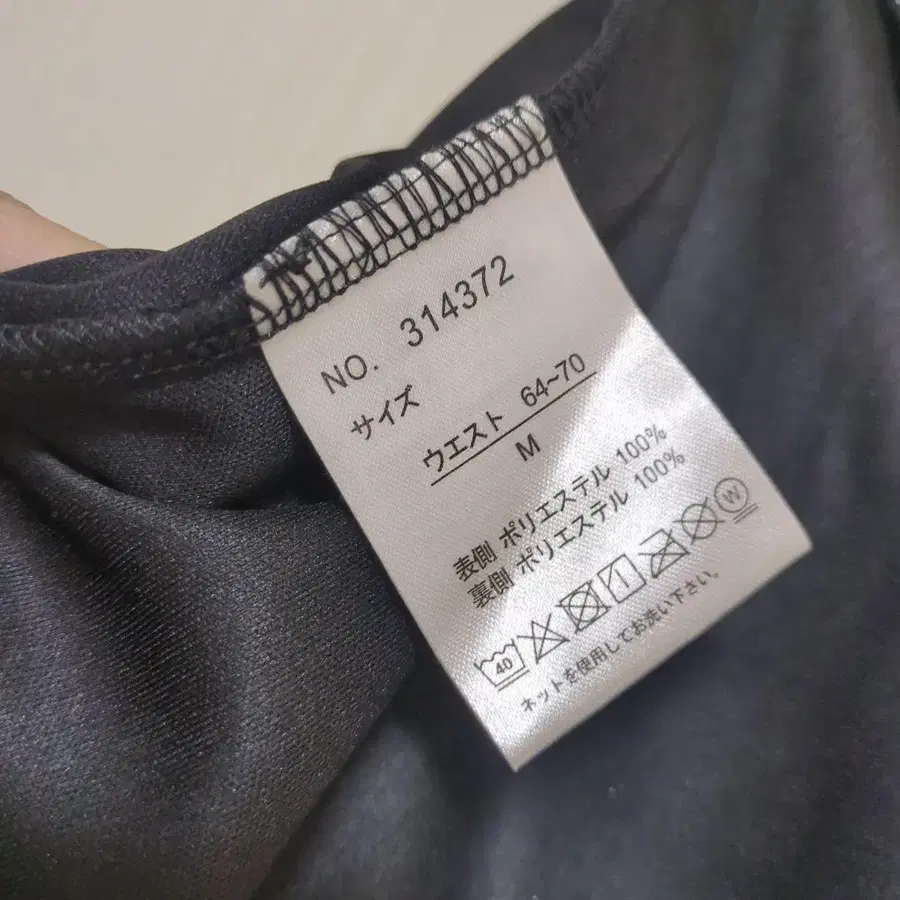 NO. 314372
サイズ
ウエスト 64~70
M
表側 ポリエステル 100%
裏側 ポリエステル 100%
40 W
ネットを使用してお洗い下さい。